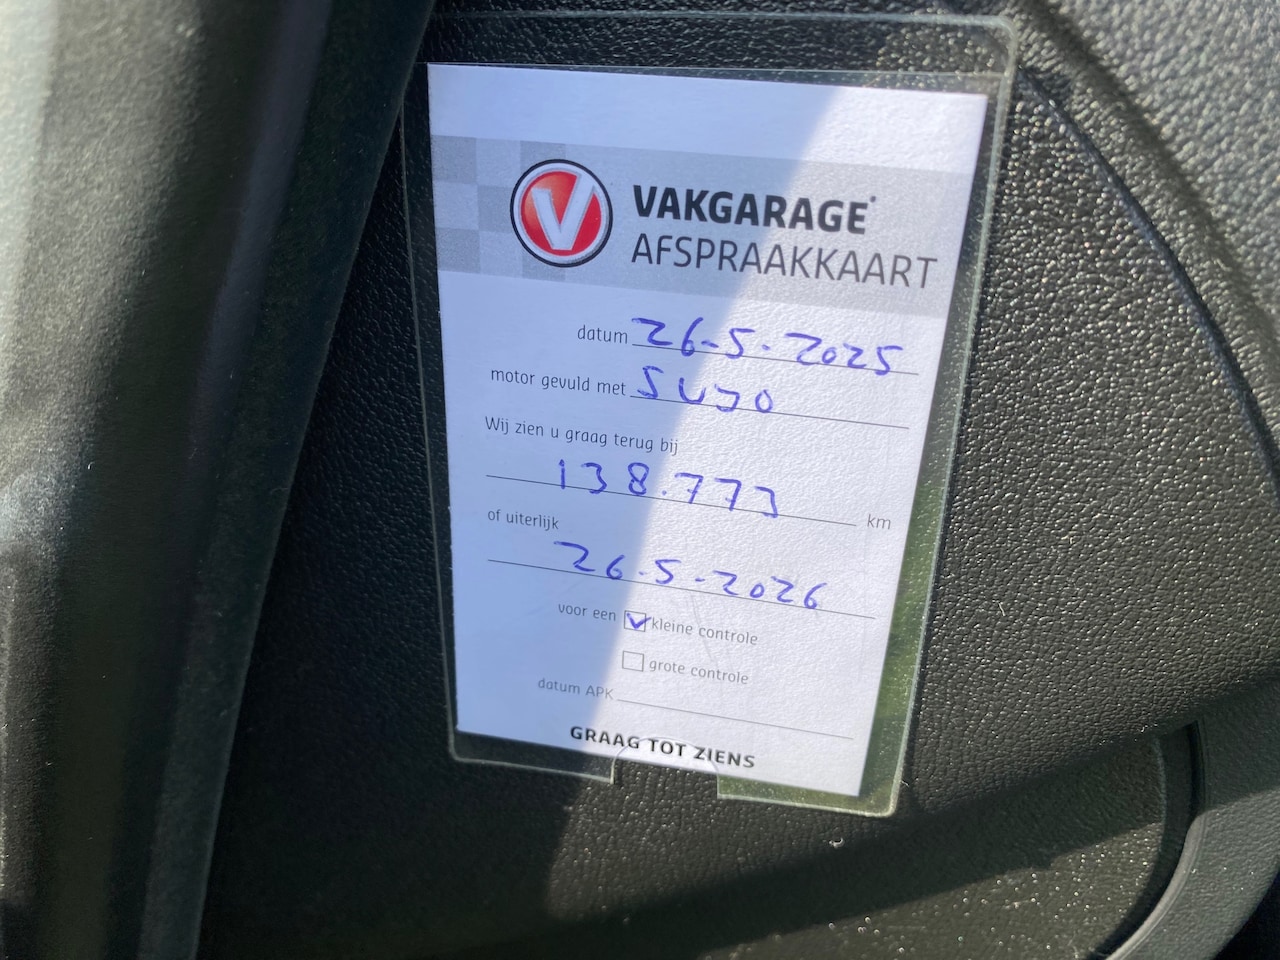 VAKGARAGE
AFSPRAAKKAART
datum 26-5-2025
motor gevuld met 5W30
Wij zien u graag terug bij
138.773 km
of uiterlijk
26-5-2026
voor een kleine controle
grote controle
datum APK
GRAAG TOT ZIENS